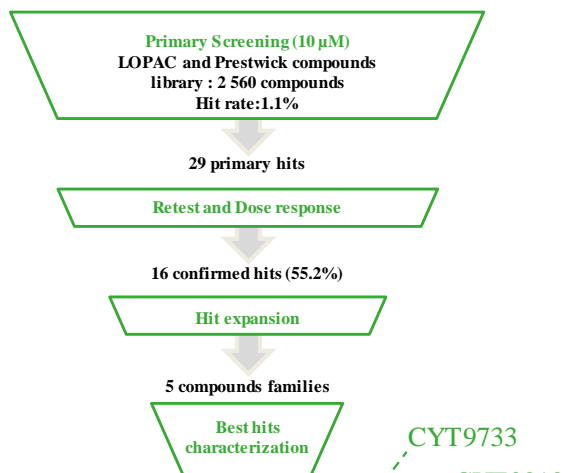 Primary Screening (10 µM)
LOPAC and Prestwick compounds
library : 2 560 compounds
Hit rate:1.1%
29 primary hits
Retest and Dose response
16 confirmed hits (55.2%)
Hit expansion
5 compounds families
Best hits
characterization
CYT9733